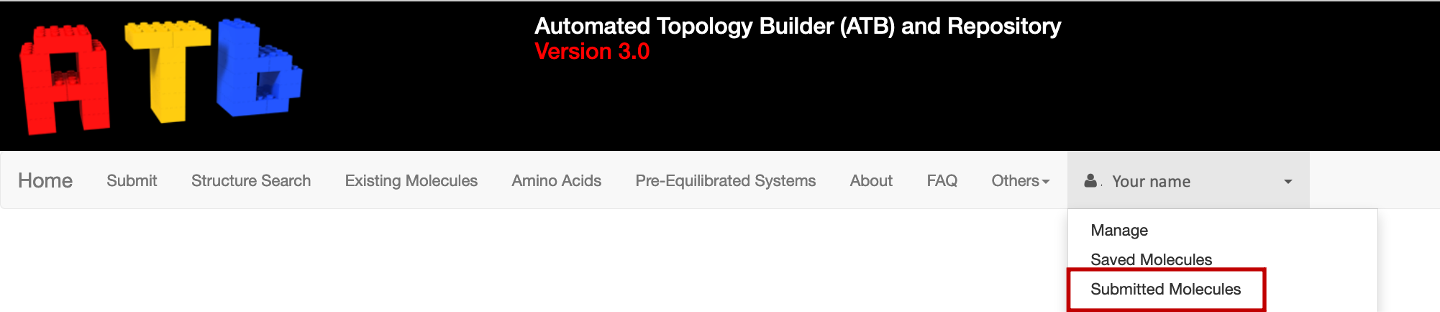 ATb
Automated Topology Builder (ATB) and Repository
Version 3.0
Home Submit Structure Search Existing Molecules Amino Acids Pre-Equilibrated Systems About FAQ Others Your name
Manage
Saved Molecules
Submitted Molecules